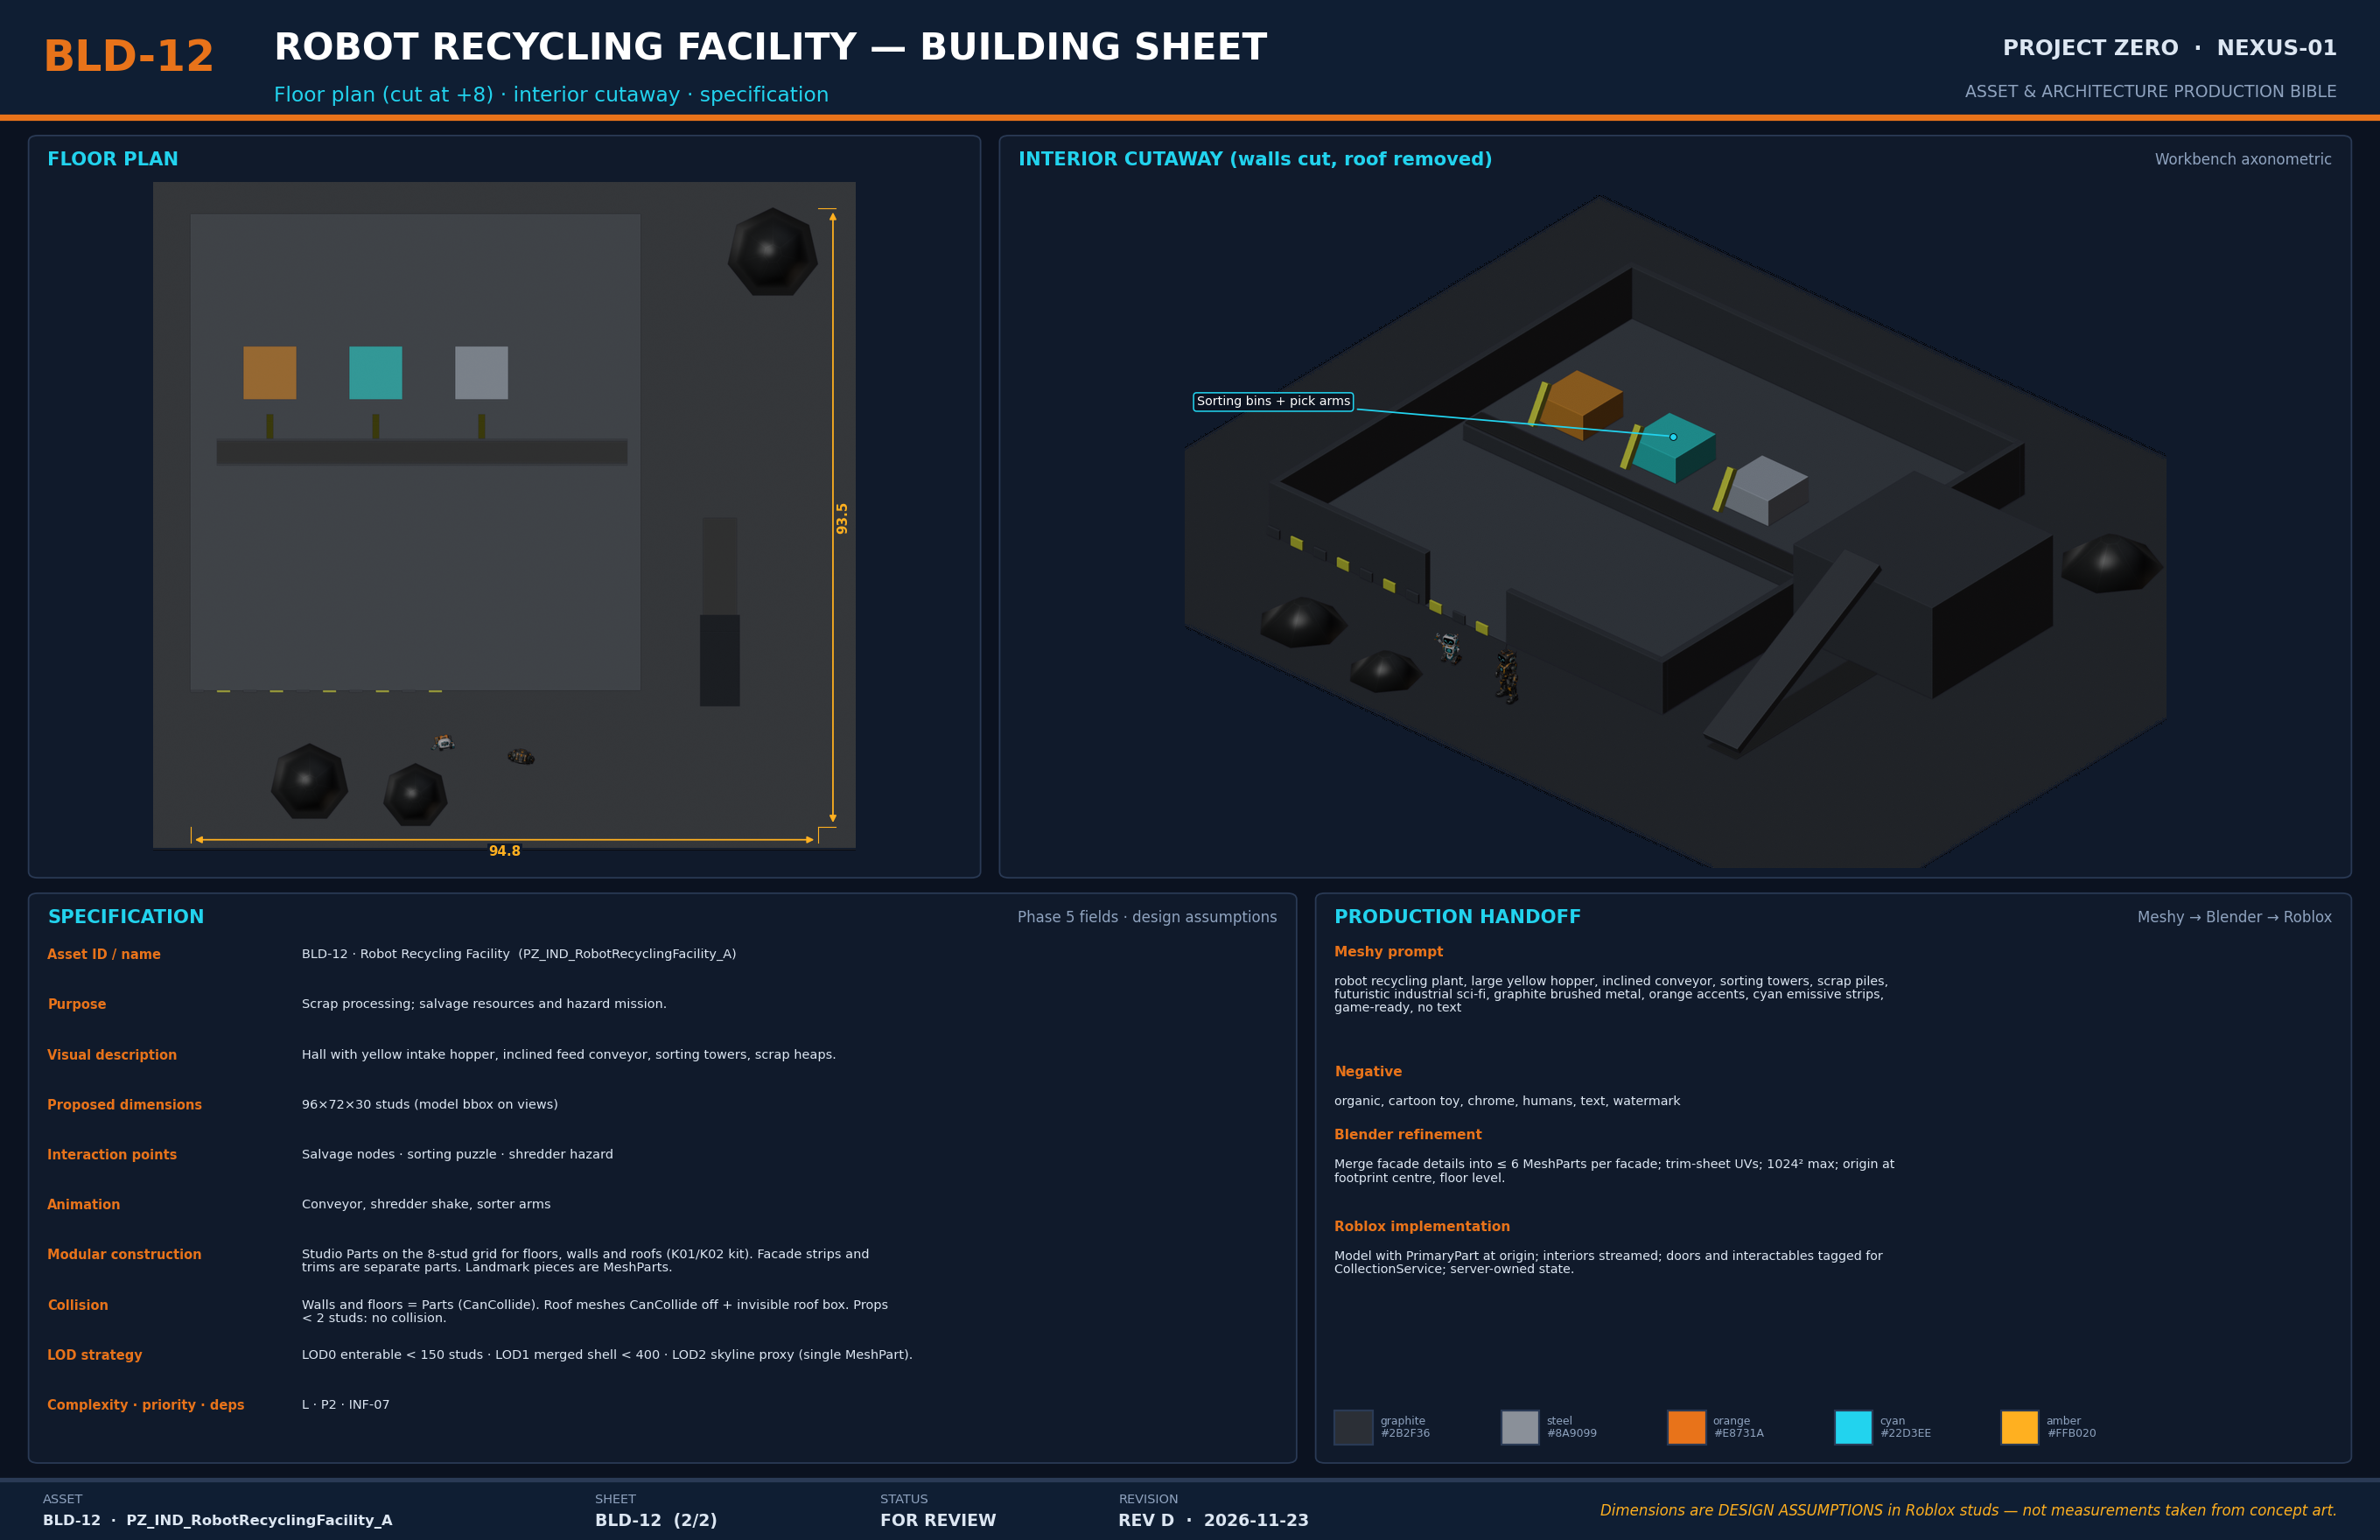 BLD-12
ROBOT RECYCLING FACILITY — BUILDING SHEET
Floor plan (cut at +8) · interior cutaway · specification
PROJECT ZERO · NEXUS-01
ASSET & ARCHITECTURE PRODUCTION BIBLE
FLOOR PLAN
93.5
94.8
INTERIOR CUTAWAY (walls cut, roof removed)
Workbench axonometric
Sorting bins + pick arms
SPECIFICATION
Phase 5 fields · design assumptions
Asset ID / name
BLD-12 · Robot Recycling Facility (PZ_IND_RobotRecyclingFacility_A)
Purpose
Scrap processing; salvage resources and hazard mission.
Visual description
Hall with yellow intake hopper, inclined feed conveyor, sorting towers, scrap heaps.
Proposed dimensions
96×72×30 studs (model bbox on views)
Interaction points
Salvage nodes · sorting puzzle · shredder hazard
Animation
Conveyor, shredder shake, sorter arms
Modular construction
Studio Parts on the 8-stud grid for floors, walls and roofs (K01/K02 kit). Facade strips and
trims are separate parts. Landmark pieces are MeshParts.
Collision
Walls and floors = Parts (CanCollide). Roof meshes CanCollide off + invisible roof box. Props
< 2 studs: no collision.
LOD strategy
LOD0 enterable < 150 studs · LOD1 merged shell < 400 · LOD2 skyline proxy (single MeshPart).
Complexity · priority · deps
L · P2 · INF-07
PRODUCTION HANDOFF
Meshy → Blender → Roblox
Meshy prompt
robot recycling plant, large yellow hopper, inclined conveyor, sorting towers, scrap piles,
futuristic industrial sci-fi, graphite brushed metal, orange accents, cyan emissive strips,
game-ready, no text
Negative
organic, cartoon toy, chrome, humans, text, watermark
Blender refinement
Merge facade details into ≤ 6 MeshParts per facade; trim-sheet UVs; 1024² max; origin at
footprint centre, floor level.
Roblox implementation
Model with PrimaryPart at origin; interiors streamed; doors and interactables tagged for
CollectionService; server-owned state.
graphite
#2B2F36
steel
#8A9099
orange
#E8731A
cyan
#22D3EE
amber
#FFB020
ASSET
BLD-12 · PZ_IND_RobotRecyclingFacility_A
SHEET
BLD-12 (2/2)
STATUS
FOR REVIEW
REVISION
REV D · 2026-11-23
Dimensions are DESIGN ASSUMPTIONS in Roblox studs — not measurements taken from concept art.